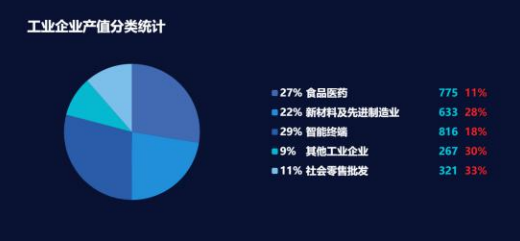 工业企业产值分类统计
27% 食品医药 775 11%
22% 新材料及先进制造业 633 28%
29% 智能终端 816 18%
9% 其他工业企业 267 30%
11% 社会零售批发 321 33%